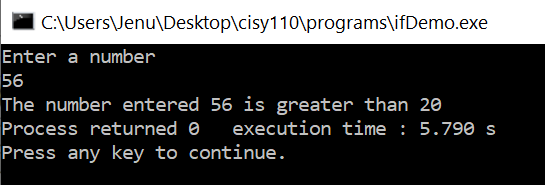 C:\Users\Jenu\Desktop\cisy110\programs\ifDemo.exe
Enter a number
56
The number entered 56 is greater than 20
Process returned 0   execution time : 5.790 s
Press any key to continue.